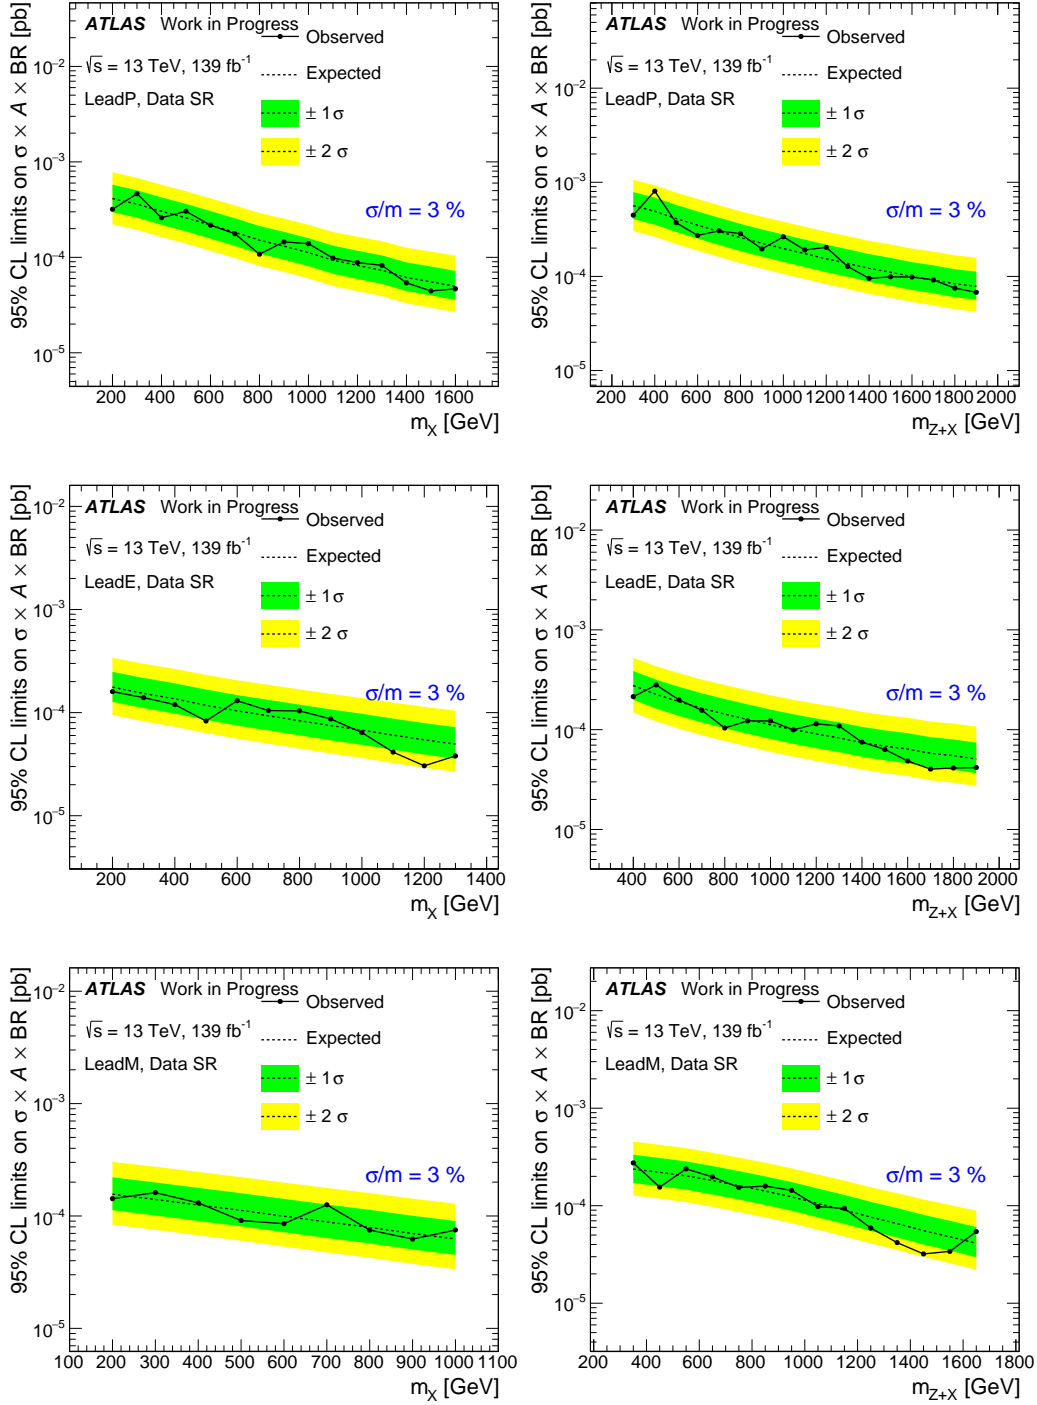 95% CL limits on σ × A × BR [pb]
ATLAS Work in Progress
√s = 13 TeV, 139 fb⁻¹
LeadP, Data SR
Observed
Expected
± 1σ
± 2 σ
σ/m = 3 %
10⁻²
10⁻³
10⁻⁴
10⁻⁵
200 400 600 800 1000 1200 1400 1600
m_X [GeV]
95% CL limits on σ × A × BR [pb]
ATLAS Work in Progress
√s = 13 TeV, 139 fb⁻¹
LeadP, Data SR
Observed
Expected
± 1σ
± 2 σ
σ/m = 3 %
10⁻²
10⁻³
10⁻⁴
10⁻⁵
200 400 600 800 1000 1200 1400 1600 1800 2000
m_Z+X [GeV]
95% CL limits on σ × A × BR [pb]
ATLAS Work in Progress
√s = 13 TeV, 139 fb⁻¹
LeadE, Data SR
Observed
Expected
± 1σ
± 2 σ
σ/m = 3 %
10⁻²
10⁻³
10⁻⁴
10⁻⁵
200 400 600 800 1000 1200 1400
m_X [GeV]
95% CL limits on σ × A × BR [pb]
ATLAS Work in Progress
√s = 13 TeV, 139 fb⁻¹
LeadE, Data SR
Observed
Expected
± 1σ
± 2 σ
σ/m = 3 %
10⁻²
10⁻³
10⁻⁴
10⁻⁵
400 600 800 1000 1200 1400 1600 1800 2000
m_Z+X [GeV]
95% CL limits on σ × A × BR [pb]
ATLAS Work in Progress
√s = 13 TeV, 139 fb⁻¹
LeadM, Data SR
Observed
Expected
± 1σ
± 2 σ
σ/m = 3 %
10⁻²
10⁻³
10⁻⁴
10⁻⁵
100 200 300 400 500 600 700 800 900 1000 1100
m_X [GeV]
95% CL limits on σ × A × BR [pb]
ATLAS Work in Progress
√s = 13 TeV, 139 fb⁻¹
LeadM, Data SR
Observed
Expected
± 1σ
± 2 σ
σ/m = 3 %
10⁻²
10⁻³
10⁻⁴
10⁻⁵
200 400 600 800 1000 1200 1400 1600 1800
m_Z+X [GeV]